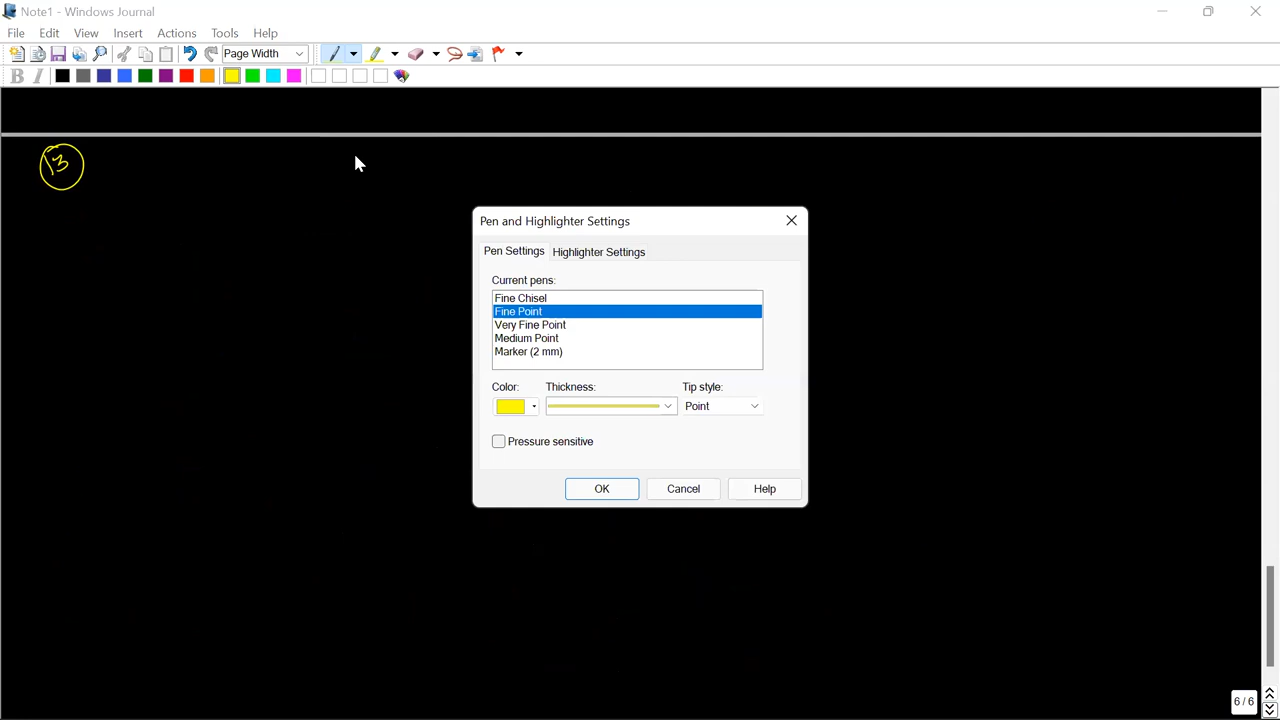 Note1 - Windows Journal
File Edit View Insert Actions Tools Help
Page Width
B I
13
Pen and Highlighter Settings
Pen Settings Highlighter Settings
Current pens:
Fine Chisel
Fine Point
Very Fine Point
Medium Point
Marker (2 mm)
Color: Thickness: Tip style:
Point
Pressure sensitive
OK Cancel Help
6 / 6